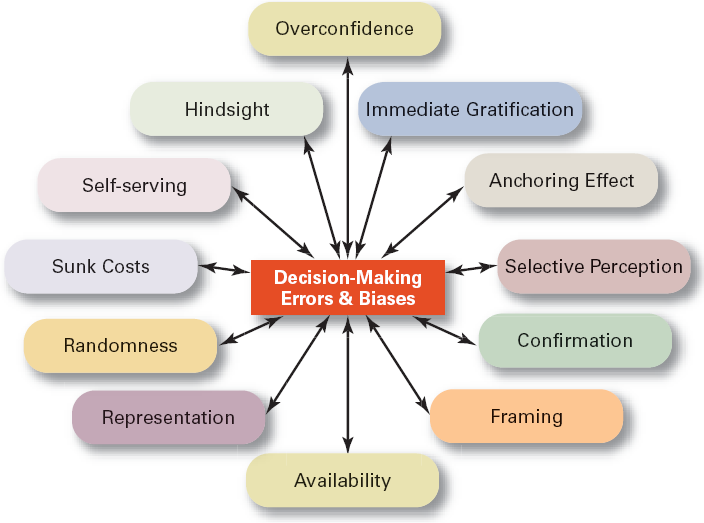 Overconfidence
Hindsight
Immediate Gratification
Self-serving
Anchoring Effect
Sunk Costs
Decision-Making
Errors & Biases
Selective Perception
Randomness
Confirmation
Representation
Framing
Availability